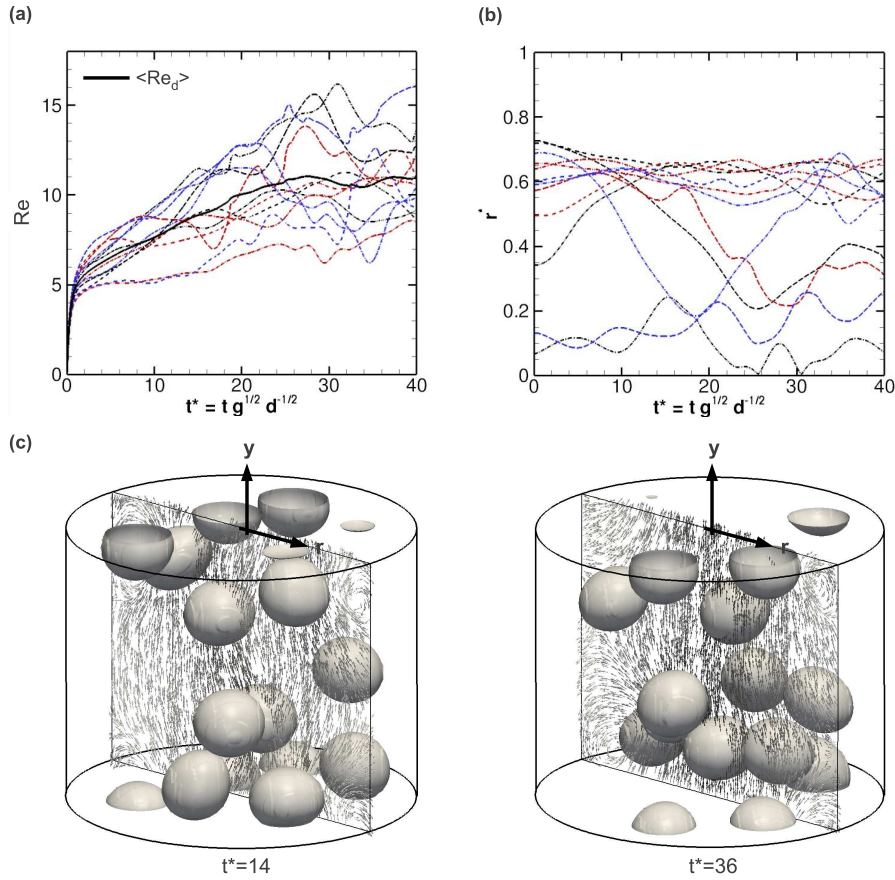 (a)
(b)
<Re_d>
15
10
5
0
Re
0 10 20 30 40
t* = t g^1/2 d^-1/2
1
0.8
0.6
0.4
0.2
0
r*
0 10 20 30 40
t* = t g^1/2 d^-1/2
(c)
y
y
r
r
t*=14
t*=36